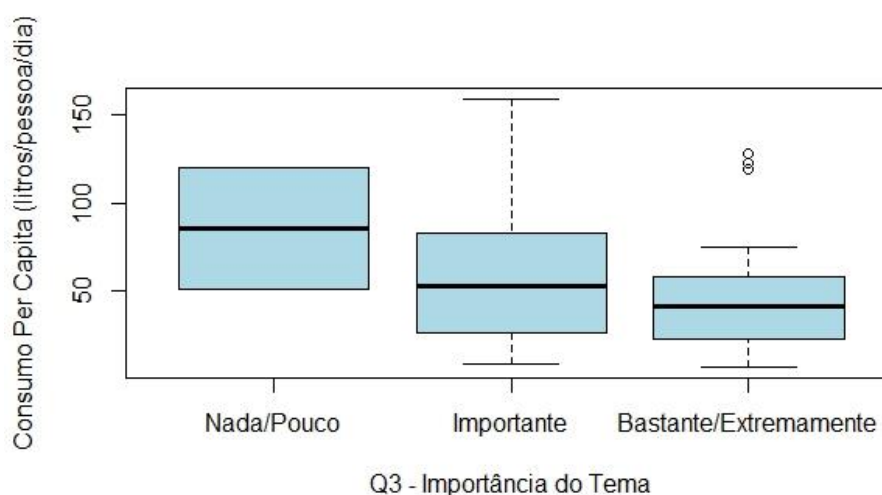 Consumo Per Capita (litros/pessoa/dia)
150
100
50
Nada/Pouco
Importante
Bastante/Extremamente
Q3 - Importância do Tema